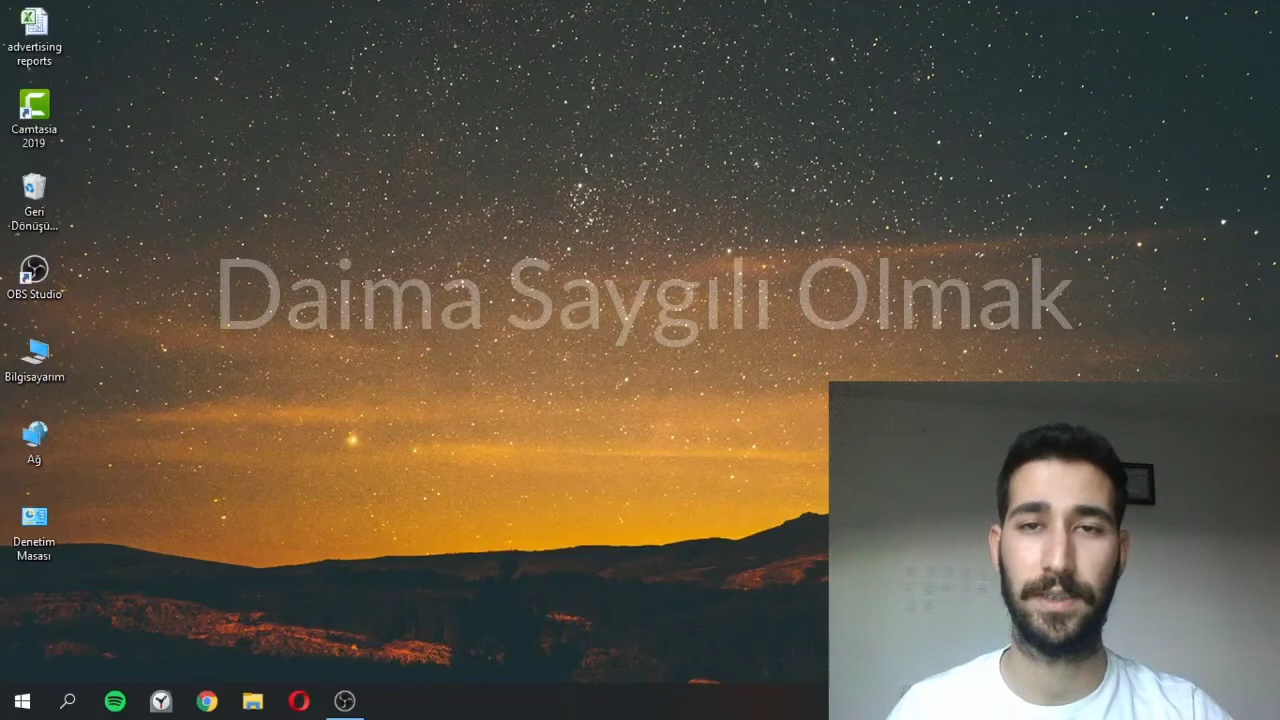 advertising
reports
Camtasia
2019
Geri
Dönüşü...
OBS Studio
Bilgisayarım
Ağ
Denetim
Masası
Daima Saygılı Olmak